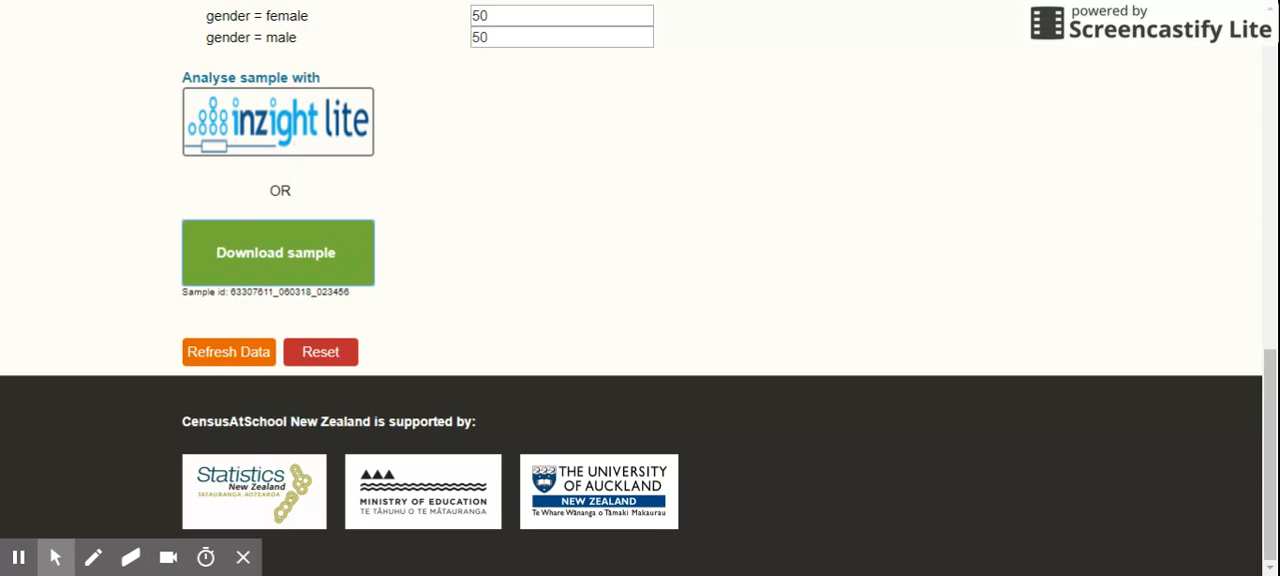 powered by
Screencastify Lite
gender = female 50
gender = male 50
Analyse sample with
inzight lite
OR
Download sample
Sample id: 63307611_060318_023456
Refresh Data Reset
CensusAtSchool New Zealand is supported by:
Statistics
New Zealand
TATAURANGA AOTEAROA
MINISTRY OF EDUCATION
TE TĀHUHU O TE MĀTAURANGA
THE UNIVERSITY
OF AUCKLAND
NEW ZEALAND
Te Whare Wānanga o Tāmaki Makaurau